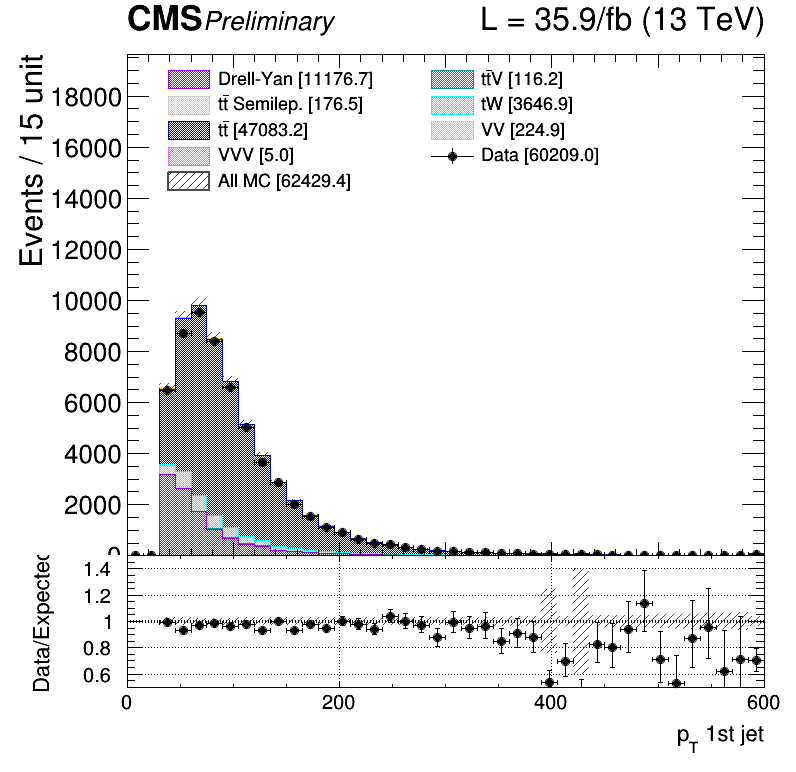 CMS Preliminary L = 35.9/fb (13 TeV)
Events / 15 unit
18000
16000
14000
12000
10000
8000
6000
4000
2000
0
Drell-Yan [11176.7]
tt̄ Semilep. [176.5]
tt̄ [47083.2]
VVV [5.0]
All MC [62429.4]
tt̄V [116.2]
tW [3646.9]
VV [224.9]
Data [60209.0]
Data/Expected
1.4
1.2
1
0.8
0.6
0 200 400 600
p_T 1st jet